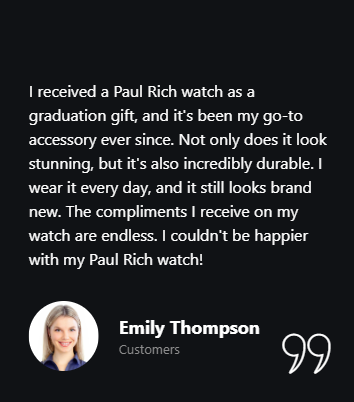 I received a Paul Rich watch as a
graduation gift, and it's been my go-to
accessory ever since. Not only does it look
stunning, but it's also incredibly durable. I
wear it every day, and it still looks brand
new. The compliments I receive on my
watch are endless. I couldn't be happier
with my Paul Rich watch!
Emily Thompson
Customers